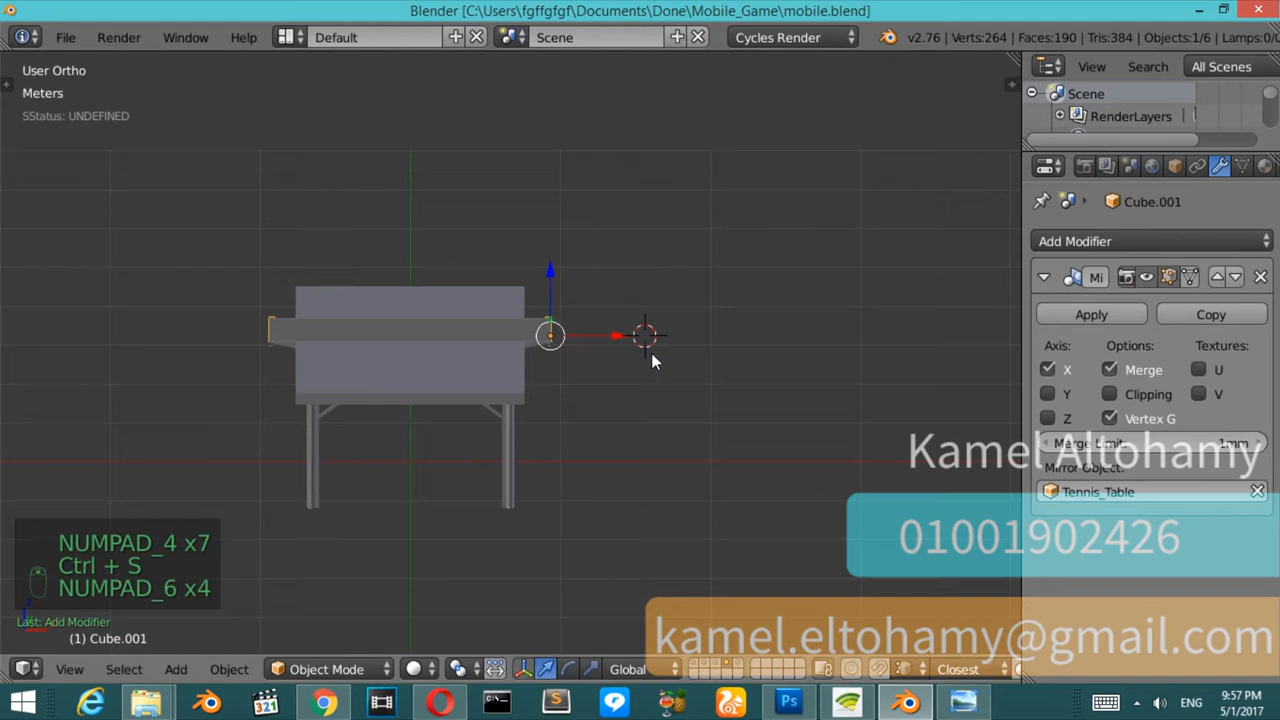 Blender [C:\Users\fgffgfgf\Documents\Done\Mobile_Game\mobile.blend]
File Render Window Help Default Scene Cycles Render v2.76 | Verts:264 | Faces:190 | Tris:384 | Objects:1/6 | Lamps:0/
User Ortho
Meters
SStatus: UNDEFINED
View Search All Scenes
Scene
RenderLayers
Cube.001
Add Modifier
Mi
Apply Copy
Axis: Options: Textures:
X Merge U
Y Clipping V
Z Vertex G
Merge Limit: 1mm
Mirror Object:
Tennis_Table
Kamel Altohamy
01001902426
kamel.eltohamy@gmail.com
NUMPAD_4 x7
Ctrl + S
NUMPAD_6 x4
Last: Add Modifier
(1) Cube.001
View Select Add Object Object Mode Global Closest
ENG
9:57 PM
5/1/2017